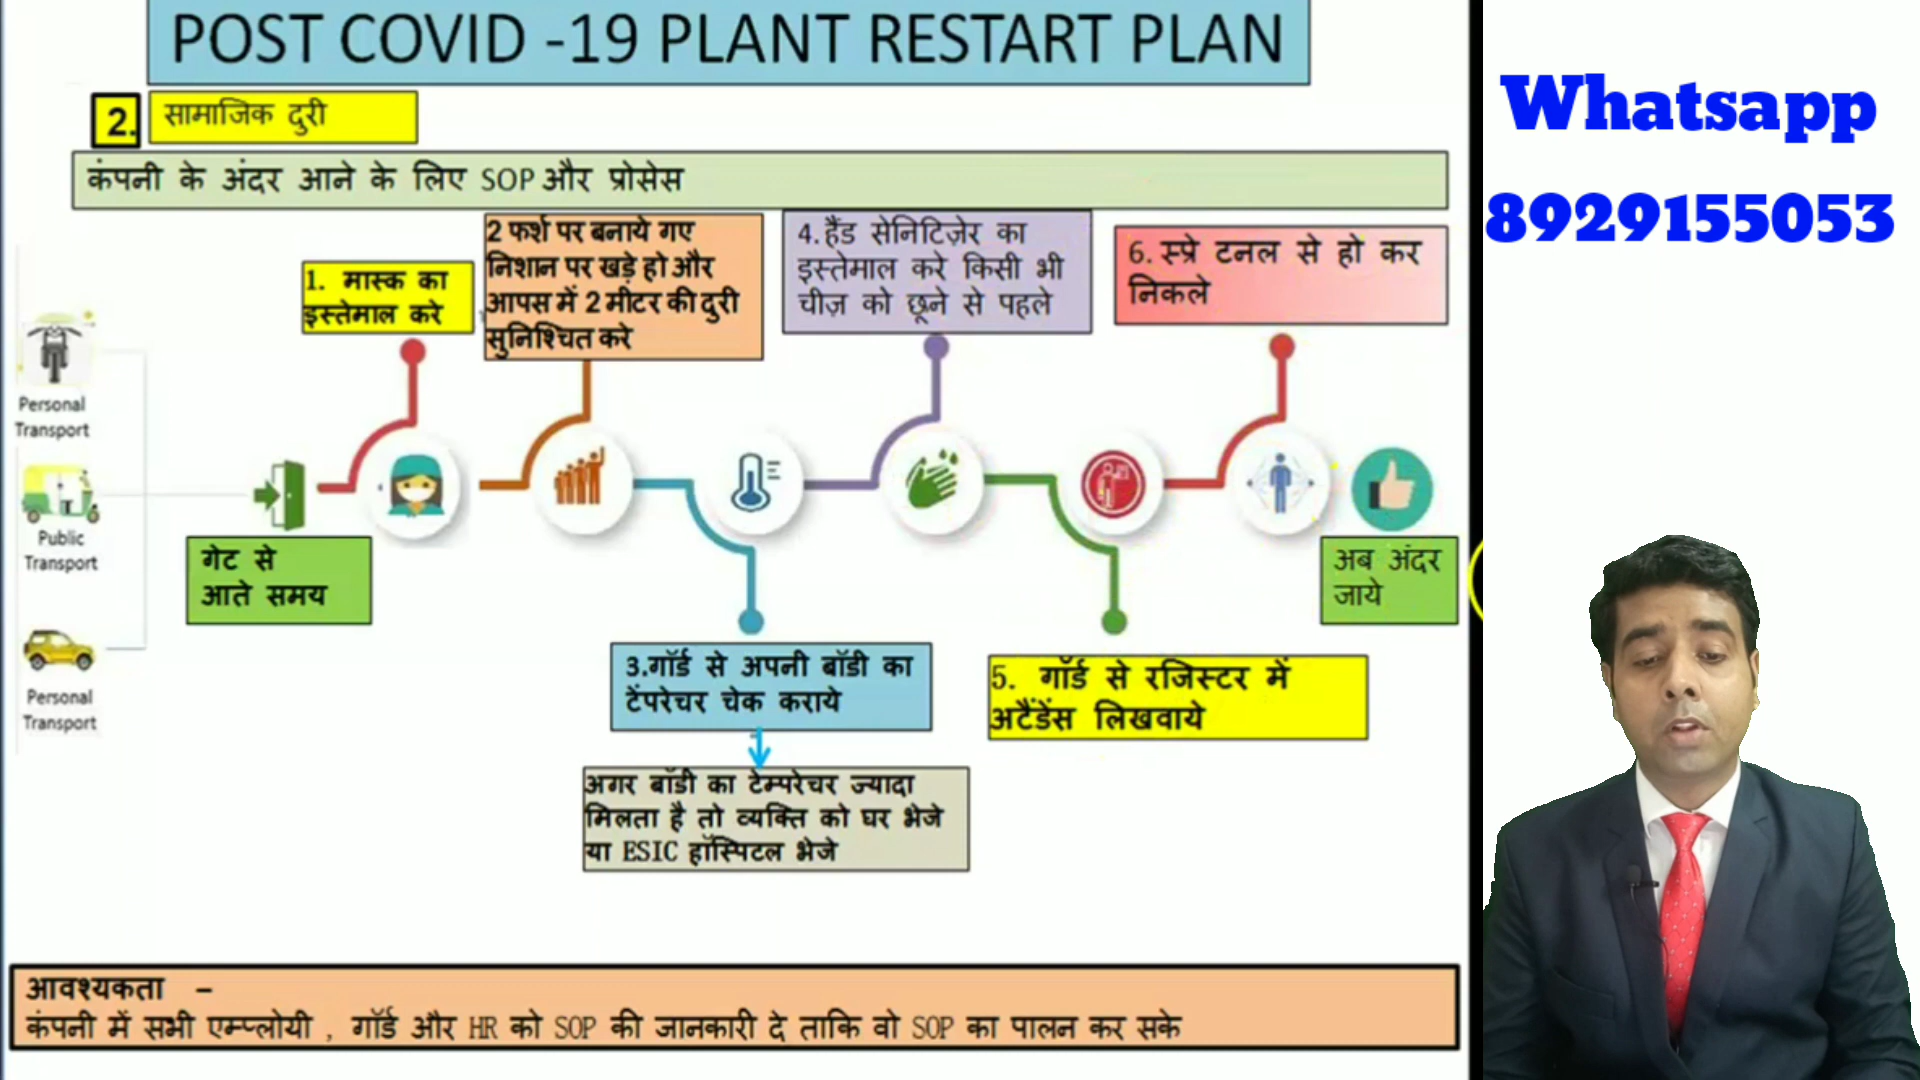 POST COVID -19 PLANT RESTART PLAN
2.
सामाजिक दुरी
कंपनी के अंदर आने के लिए SOP और प्रोसेस
1. मास्क का
इस्तेमाल करे
2 फर्श पर बनाये गए
निशान पर खड़े हो और
आपस में 2 मीटर की दुरी
सुनिश्चित करे
4. हैंड सेनिटिज़ेर का
इस्तेमाल करे किसी भी
चीज़ को छूने से पहले
6. स्प्रे टनल से हो कर
निकले
Personal
Transport
Public
Transport
Personal
Transport
गेट से
आते समय
अब अंदर
जाये
3.गॉर्ड से अपनी बॉडी का
टेंपरेचर चेक कराये
5. गॉर्ड से रजिस्टर में
अटैंडेंस लिखवाये
अगर बॉडी का टेम्परेचर ज्यादा
मिलता है तो व्यक्ति को घर भेजे
या ESIC हॉस्पिटल भेजे
आवश्यकता –
कंपनी में सभी एम्प्लोयी , गॉर्ड और HR को SOP की जानकारी दे ताकि वो SOP का पालन कर सके
Whatsapp
8929155053